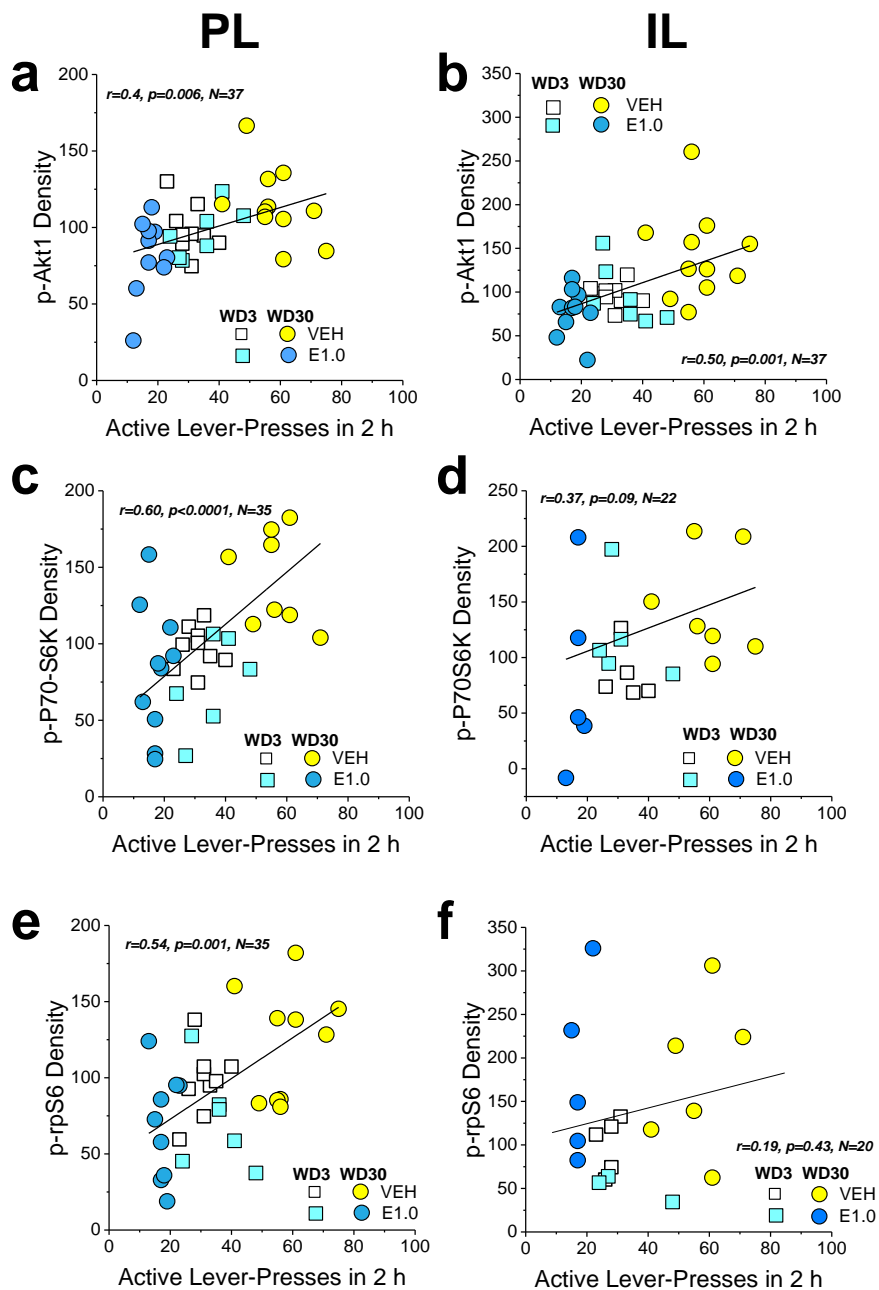 PL IL
a
200
150
100
50
0
p-Akt1 Density
r=0.4, p=0.006, N=37
WD3 WD30
VEH
E1.0
0 20 40 60 80 100
Active Lever-Presses in 2 h
b
350
300
250
200
150
100
50
0
p-Akt1 Density
WD3 WD30
VEH
E1.0
r=0.50, p=0.001, N=37
0 20 40 60 80 100
Active Lever-Presses in 2 h
c
200
150
100
50
0
p-P70-S6K Density
r=0.60, p<0.0001, N=35
WD3 WD30
VEH
E1.0
0 20 40 60 80 100
Active Lever-Presses in 2 h
d
250
200
150
100
50
0
p-P70S6K Density
r=0.37, p=0.09, N=22
WD3 WD30
VEH
E1.0
0 20 40 60 80 100
Actie Lever-Presses in 2 h
e
200
150
100
50
0
p-rpS6 Density
r=0.54, p=0.001, N=35
WD3 WD30
VEH
E1.0
0 20 40 60 80 100
Active Lever-Presses in 2 h
f
350
300
250
200
150
100
50
0
p-rpS6 Density
r=0.19, p=0.43, N=20
WD3 WD30
VEH
E1.0
0 20 40 60 80 100
Active Lever-Presses in 2 h